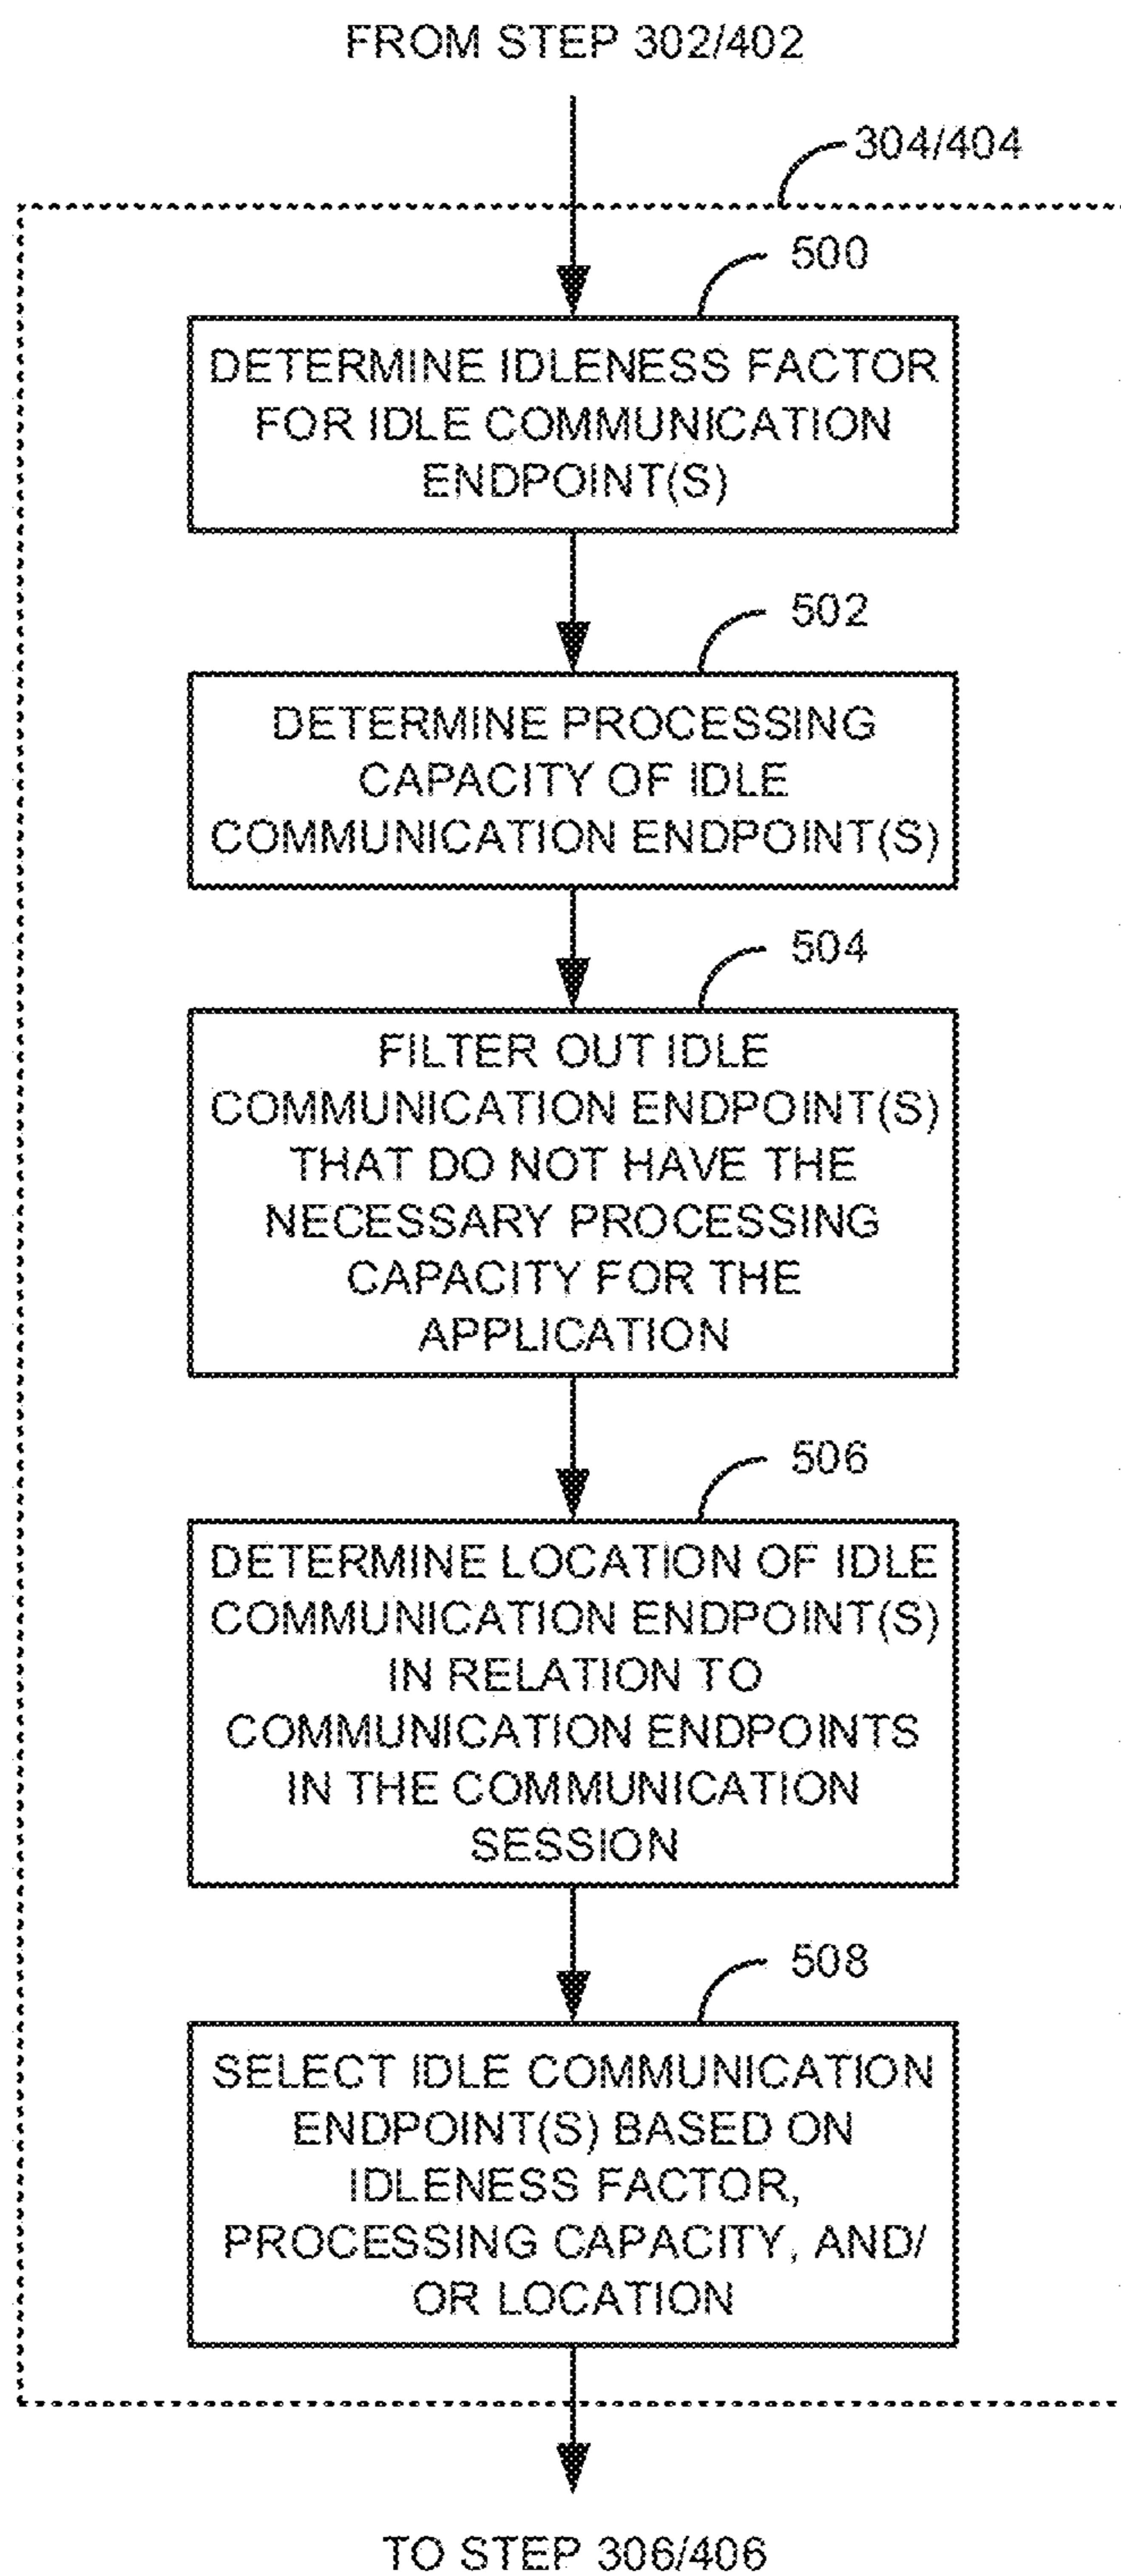 FROM STEP 302/402
304/404
500
DETERMINE IDLENESS FACTOR
FOR IDLE COMMUNICATION
ENDPOINT(S)
502
DETERMINE PROCESSING
CAPACITY OF IDLE
COMMUNICATION ENDPOINT(S)
504
FILTER OUT IDLE
COMMUNICATION ENDPOINT(S)
THAT DO NOT HAVE THE
NECESSARY PROCESSING
CAPACITY FOR THE
APPLICATION
506
DETERMINE LOCATION OF IDLE
COMMUNICATION ENDPOINT(S)
IN RELATION TO
COMMUNICATION ENDPOINTS
IN THE COMMUNICATION
SESSION
508
SELECT IDLE COMMUNICATION
ENDPOINT(S) BASED ON
IDLENESS FACTOR,
PROCESSING CAPACITY, AND/
OR LOCATION
TO STEP 306/406